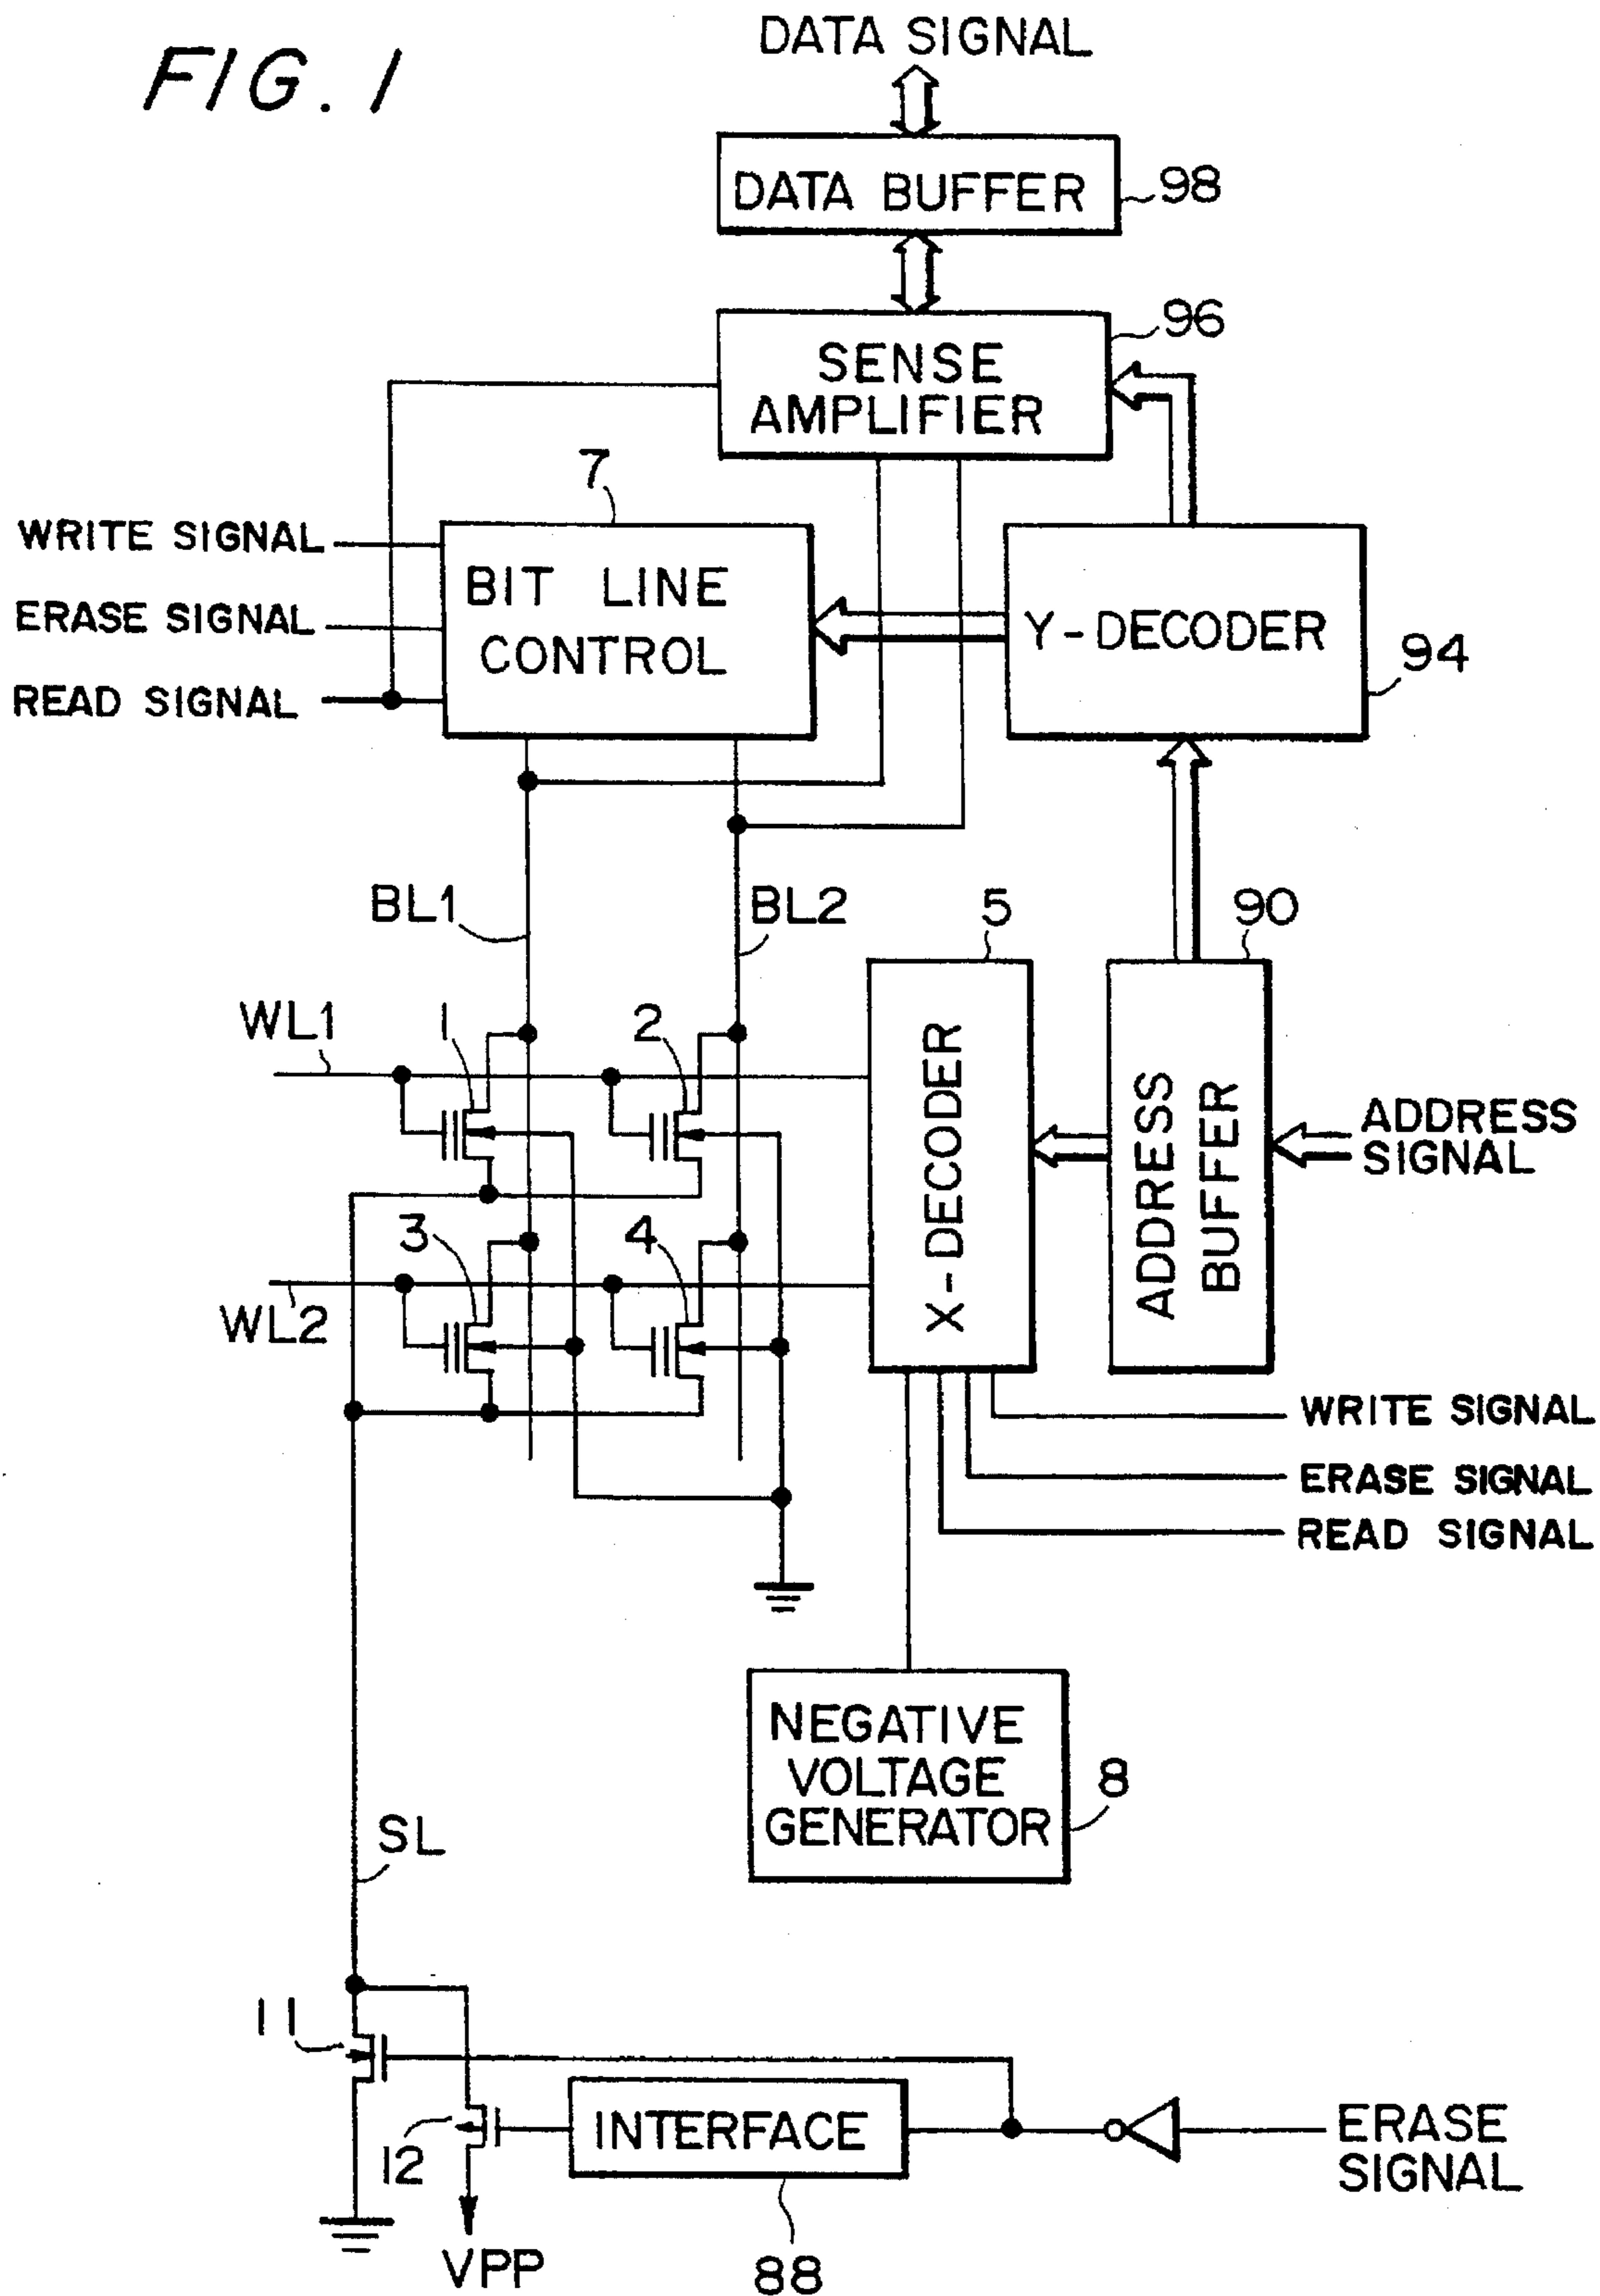 FIG. 1
DATA SIGNAL
DATA BUFFER
98
SENSE
AMPLIFIER
96
7
WRITE SIGNAL
ERASE SIGNAL
READ SIGNAL
BIT LINE
CONTROL
Y-DECODER
94
BL1
BL2
5
90
WL1
1
2
X-DECODER
ADDRESS
BUFFER
ADDRESS
SIGNAL
3
4
WL2
WRITE SIGNAL
ERASE SIGNAL
READ SIGNAL
NEGATIVE
VOLTAGE
GENERATOR
8
SL
11
12
INTERFACE
ERASE
SIGNAL
VPP
88